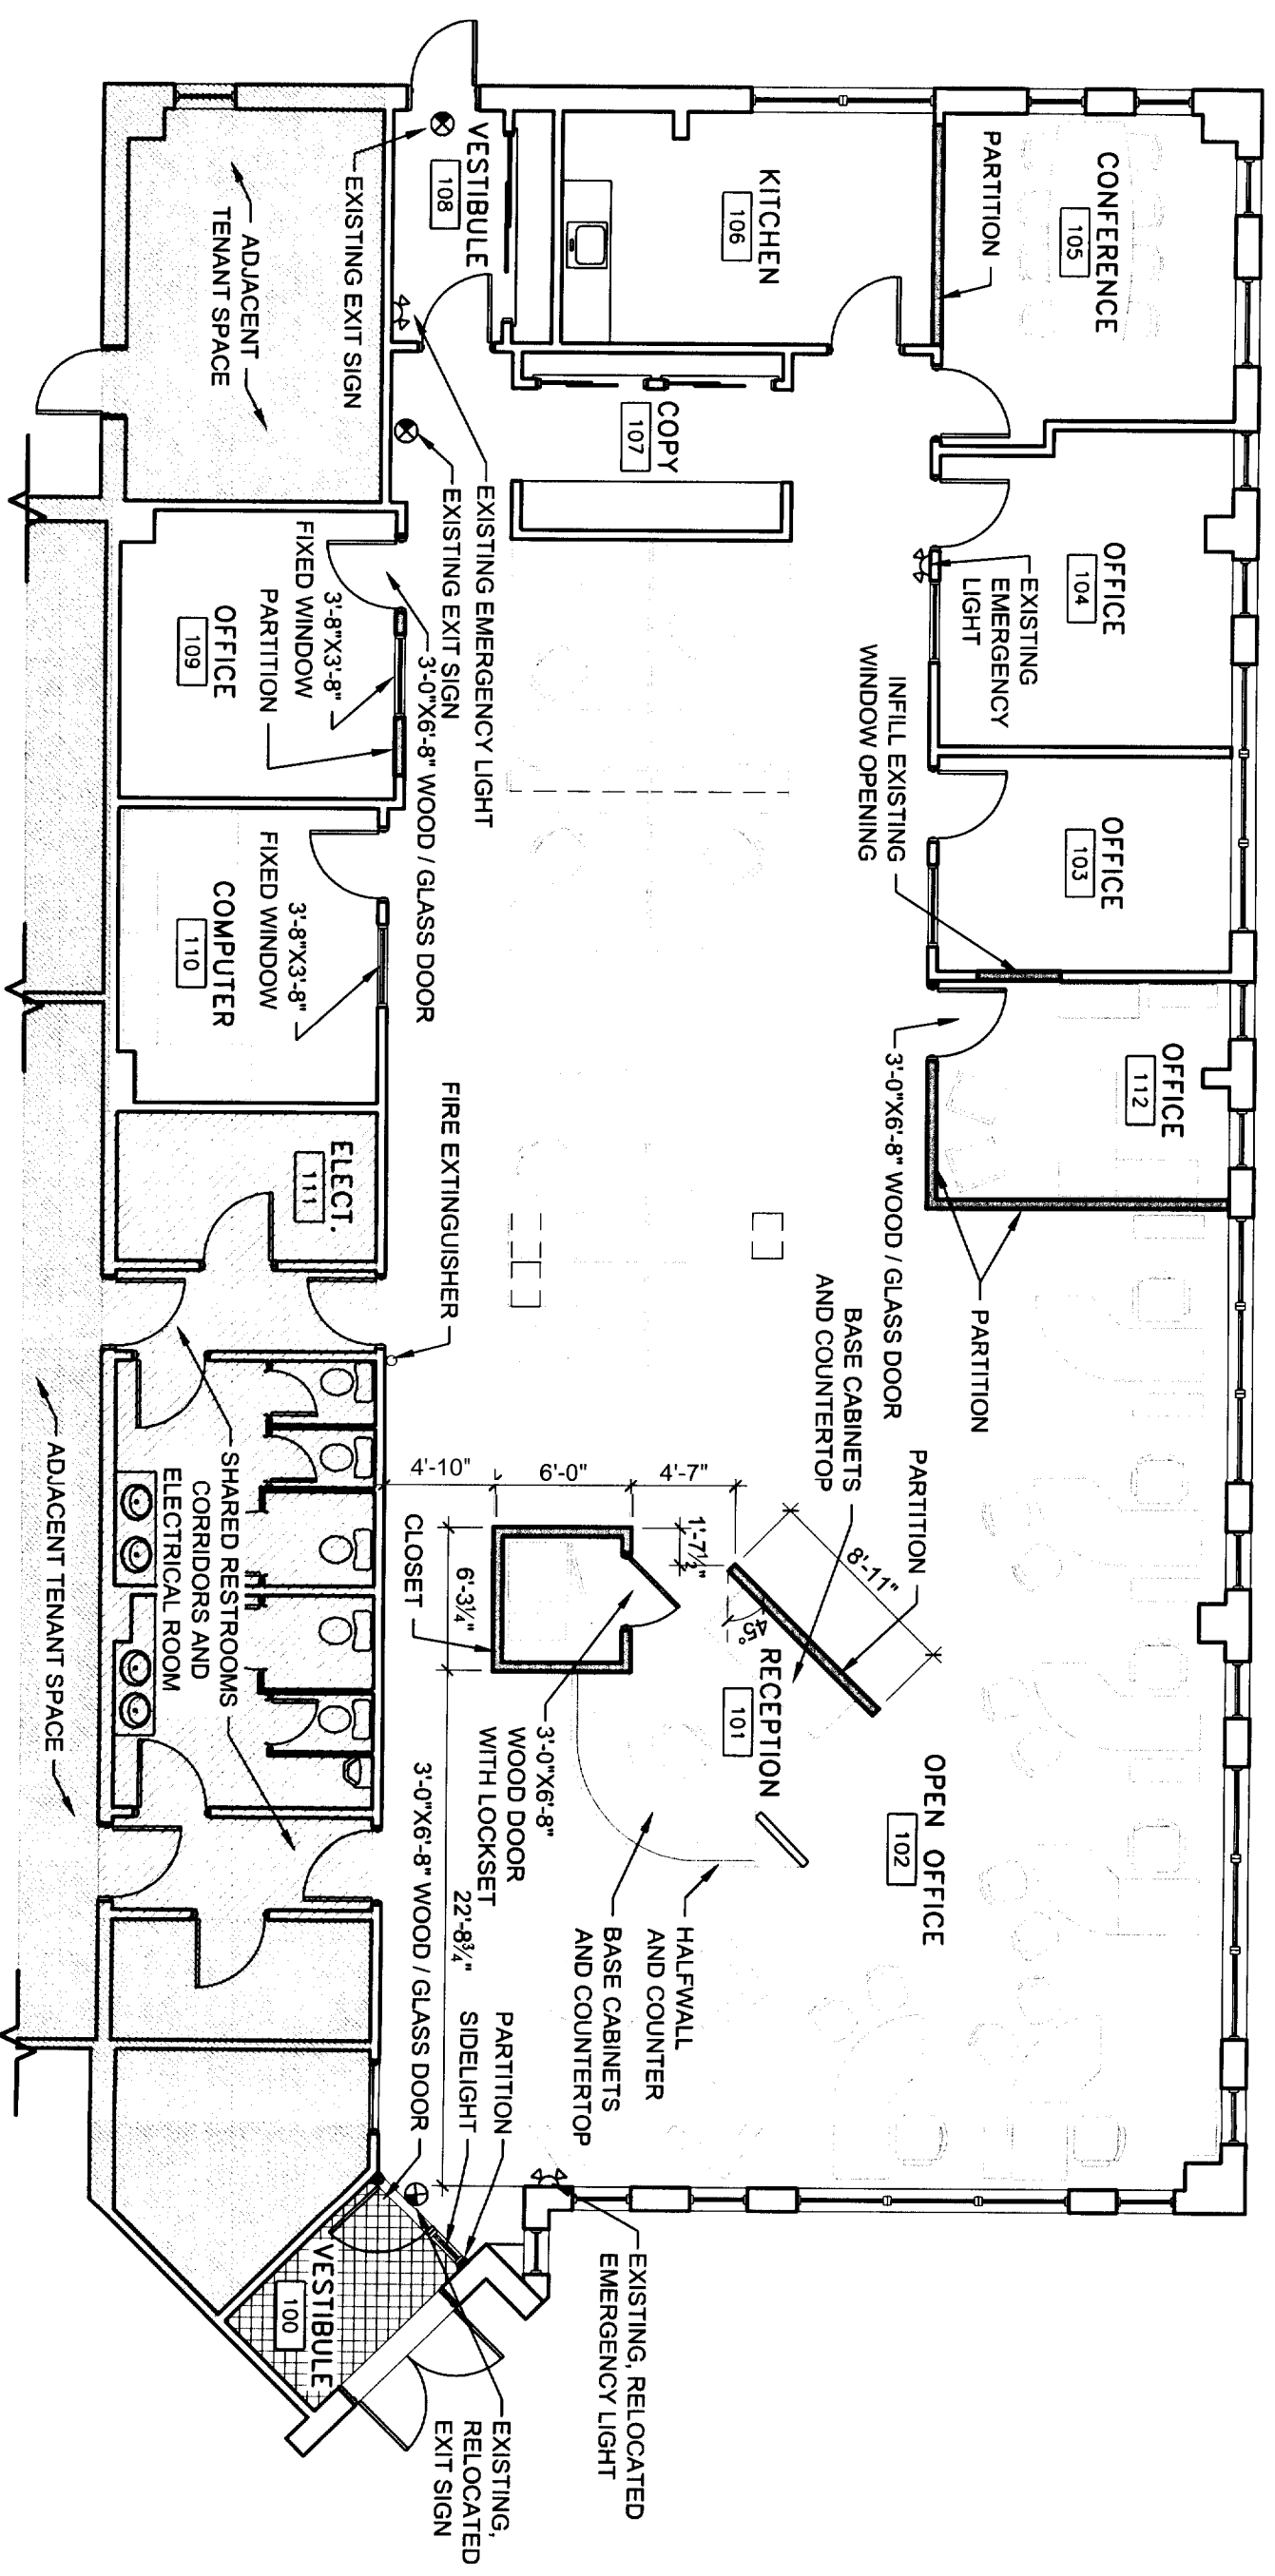 CONFERENCE
105
PARTITION
KITCHEN
106
VESTIBULE
108
EXISTING EXIT SIGN
ADJACENT
TENANT SPACE
COPY
107
OFFICE
104
EXISTING
EMERGENCY
LIGHT
EXISTING EMERGENCY LIGHT
EXISTING EXIT SIGN
3'-0"X6'-8" WOOD / GLASS DOOR
3'-8"X3'-8"
FIXED WINDOW
PARTITION
OFFICE
109
INFILL EXISTING
WINDOW OPENING
OFFICE
103
3'-8"X3'-8"
FIXED WINDOW
COMPUTER
110
OFFICE
112
3'-0"X6'-8" WOOD / GLASS DOOR
PARTITION
ELECT.
111
FIRE EXTINGUISHER
BASE CABINETS
AND COUNTERTOP
PARTITION
8'-11"
4'-10"
6'-0"
4'-7"
1'-7½"
45°
6'-3¼"
CLOSET
RECEPTION
101
SHARED RESTROOMS
CORRIDORS AND
ELECTRICAL ROOM
ADJACENT TENANT SPACE
3'-0"X6'-8"
WOOD DOOR
WITH LOCKSET
22'-8¾"
3'-0"X6'-8" WOOD / GLASS DOOR
OPEN OFFICE
102
HALFWALL
AND COUNTER
BASE CABINETS
AND COUNTERTOP
PARTITION
SIDELIGHT
VESTIBULE
100
EXISTING, RELOCATED
EMERGENCY LIGHT
EXISTING,
RELOCATED
EXIT SIGN